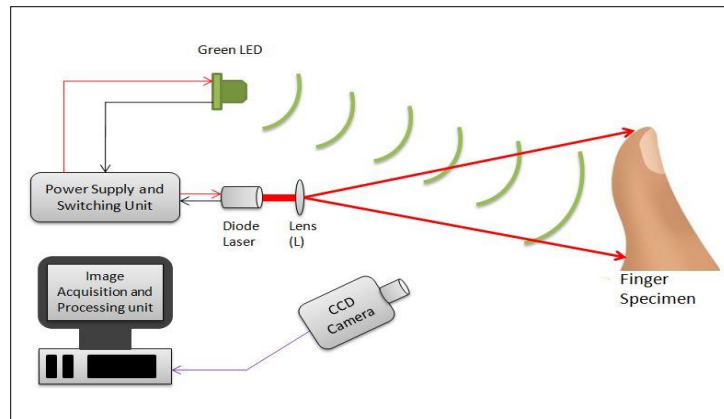 Green LED
Power Supply and
Switching Unit
Diode
Laser
Lens
(L)
Finger
Specimen
Image
Acquisition and
Processing unit
CCD
Camera